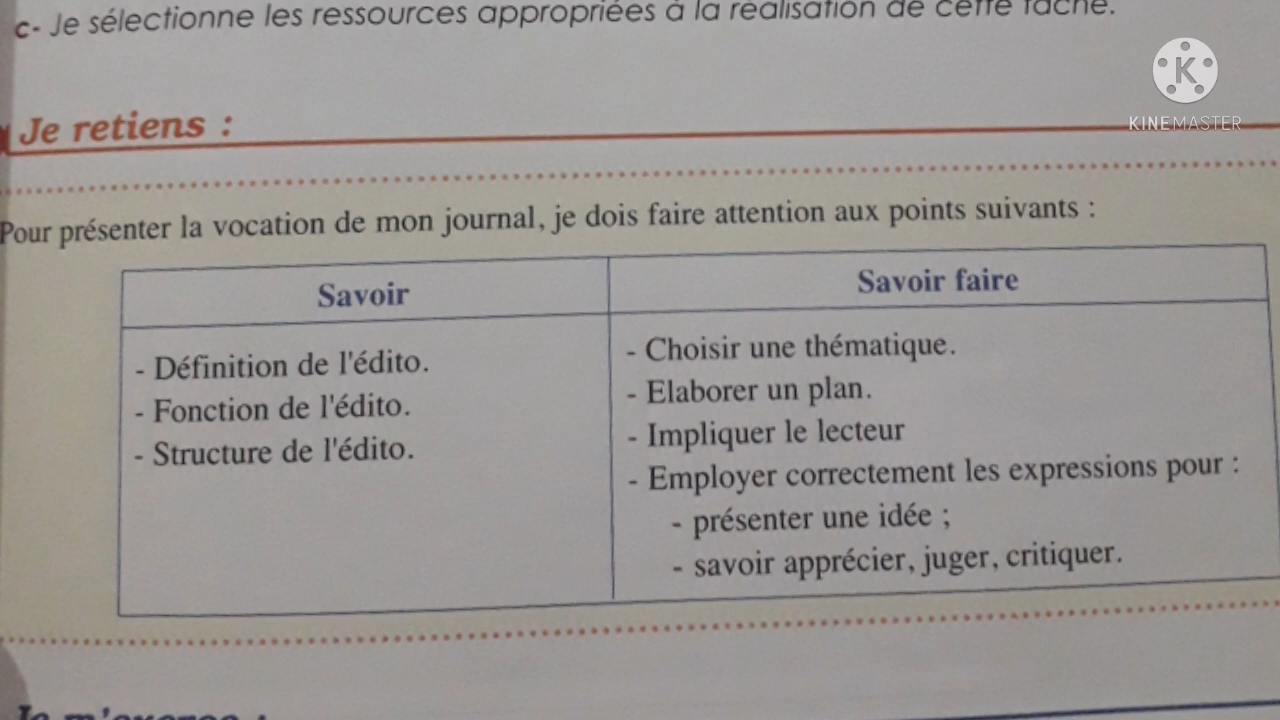 c- Je sélectionne les ressources appropriées à la réalisation de cette tâche.
KINEMASTER
Je retiens :
Pour présenter la vocation de mon journal, je dois faire attention aux points suivants :
Savoir
Savoir faire
- Définition de l'édito.
- Fonction de l'édito.
- Structure de l'édito.
- Choisir une thématique.
- Elaborer un plan.
- Impliquer le lecteur
- Employer correctement les expressions pour :
- présenter une idée ;
- savoir apprécier, juger, critiquer.
Je m'exerce :